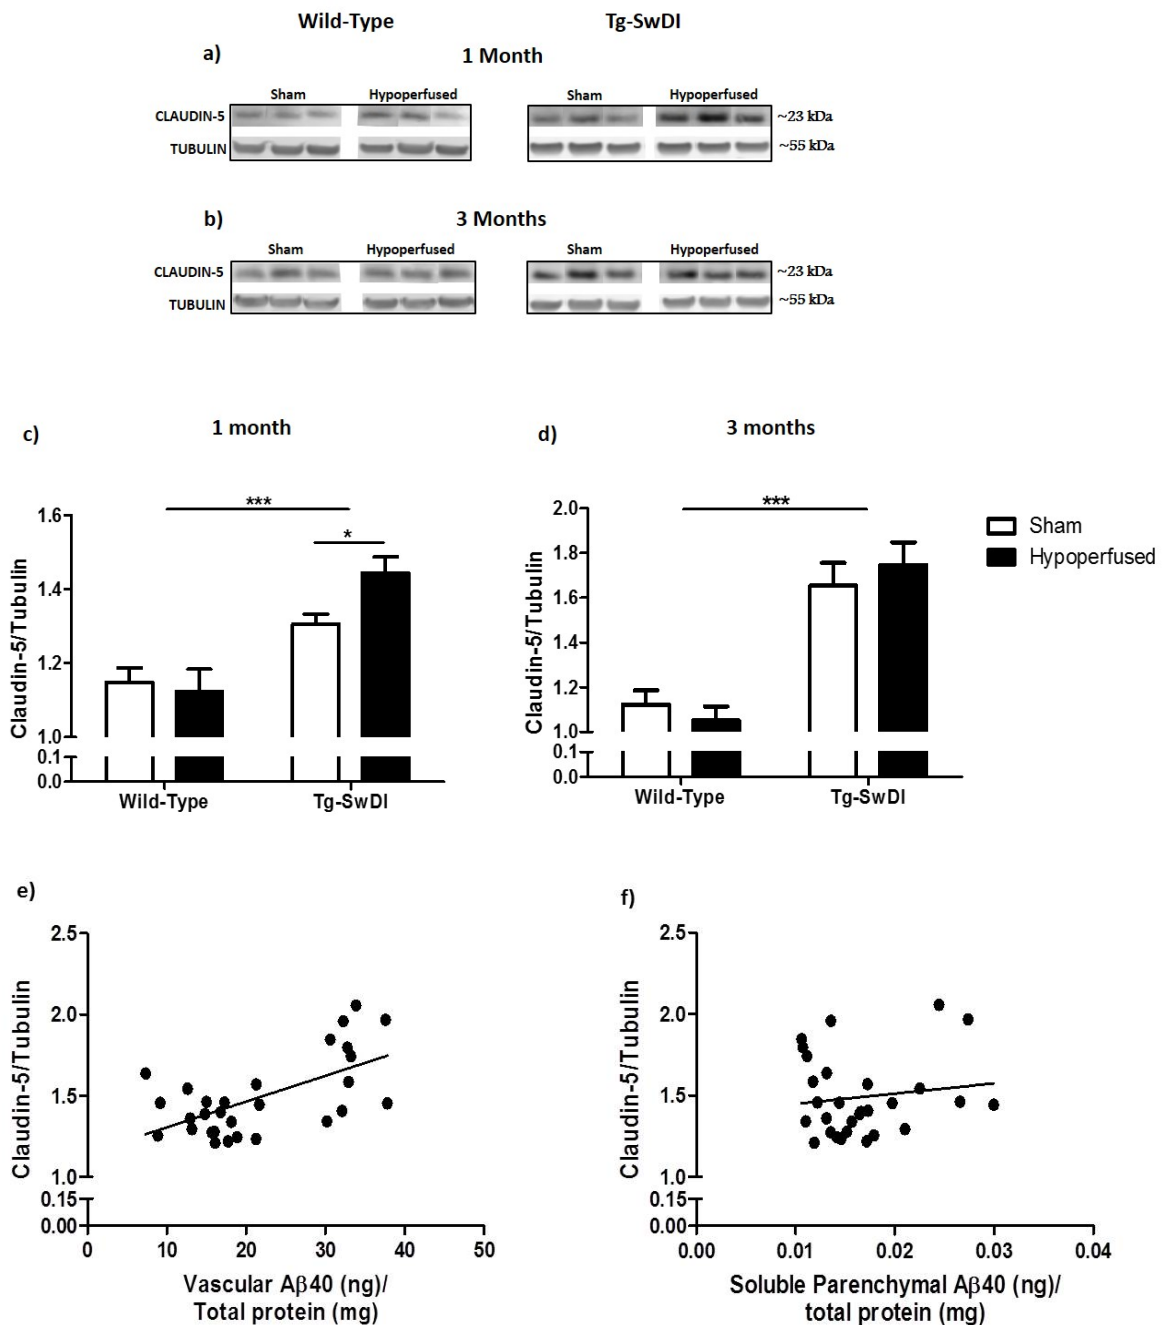 Wild-Type Tg-SwDI
a) 1 Month
Sham Hypoperfused Sham Hypoperfused
CLAUDIN-5 ~23 kDa
TUBULIN ~55 kDa
b) 3 Months
Sham Hypoperfused Sham Hypoperfused
CLAUDIN-5 ~23 kDa
TUBULIN ~55 kDa
c) 1 month
Claudin-5/Tubulin
1.6
1.4
1.2
1.0
0.1
0.0
***
*
Wild-Type Tg-SwDI
d) 3 months
Claudin-5/Tubulin
2.0
1.8
1.6
1.4
1.2
1.0
0.1
0.0
***
Wild-Type Tg-SwDI
Sham
Hypoperfused
e)
Claudin-5/Tubulin
2.5
2.0
1.5
1.0
0.15
0.00
0 10 20 30 40 50
Vascular Aβ40 (ng)/
Total protein (mg)
f)
Claudin-5/Tubulin
2.5
2.0
1.5
1.0
0.15
0.00
0.00 0.01 0.02 0.03 0.04
Soluble Parenchymal Aβ40 (ng)/
total protein (mg)